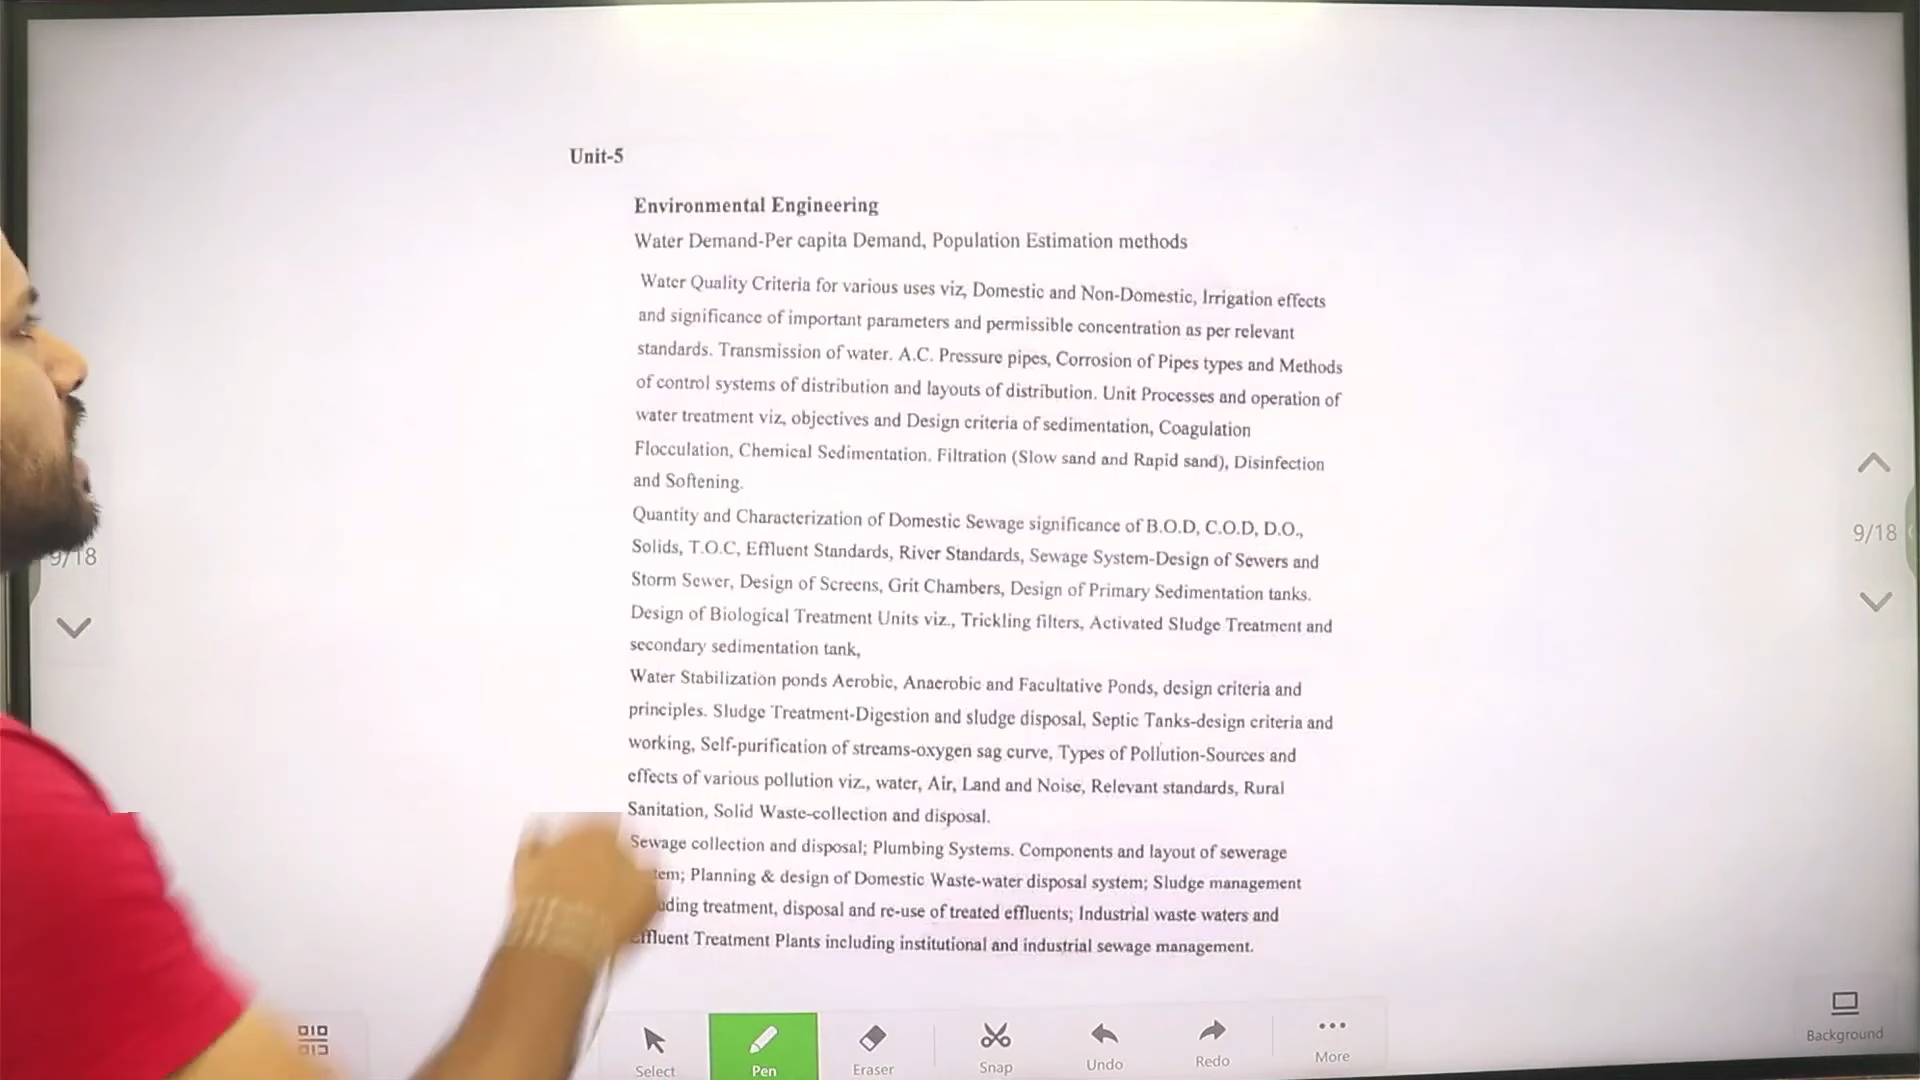 Unit-5
Environmental Engineering
Water Demand-Per capita Demand, Population Estimation methods
Water Quality Criteria for various uses viz, Domestic and Non-Domestic, Irrigation effects
and significance of important parameters and permissible concentration as per relevant
standards. Transmission of water. A.C. Pressure pipes, Corrosion of Pipes types and Methods
of control systems of distribution and layouts of distribution. Unit Processes and operation of
water treatment viz, objectives and Design criteria of sedimentation, Coagulation
Flocculation, Chemical Sedimentation. Filtration (Slow sand and Rapid sand), Disinfection
and Softening.
Quantity and Characterization of Domestic Sewage significance of B.O.D, C.O.D, D.O.,
Solids, T.O.C, Effluent Standards, River Standards, Sewage System-Design of Sewers and
Storm Sewer, Design of Screens, Grit Chambers, Design of Primary Sedimentation tanks.
Design of Biological Treatment Units viz., Trickling filters, Activated Sludge Treatment and
secondary sedimentation tank,
Water Stabilization ponds Aerobic, Anaerobic and Facultative Ponds, design criteria and
principles. Sludge Treatment-Digestion and sludge disposal, Septic Tanks-design criteria and
working, Self-purification of streams-oxygen sag curve, Types of Pollution-Sources and
effects of various pollution viz., water, Air, Land and Noise, Relevant standards, Rural
Sanitation, Solid Waste-collection and disposal.
Sewage collection and disposal; Plumbing Systems. Components and layout of sewerage
Planning & design of Domestic Waste-water disposal system; Sludge management
treatment, disposal and re-use of treated effluents; Industrial waste waters and
Effluent Treatment Plants including institutional and industrial sewage management.
9/18
9/18
Select
Pen
Eraser
Snap
Undo
Redo
More
Background